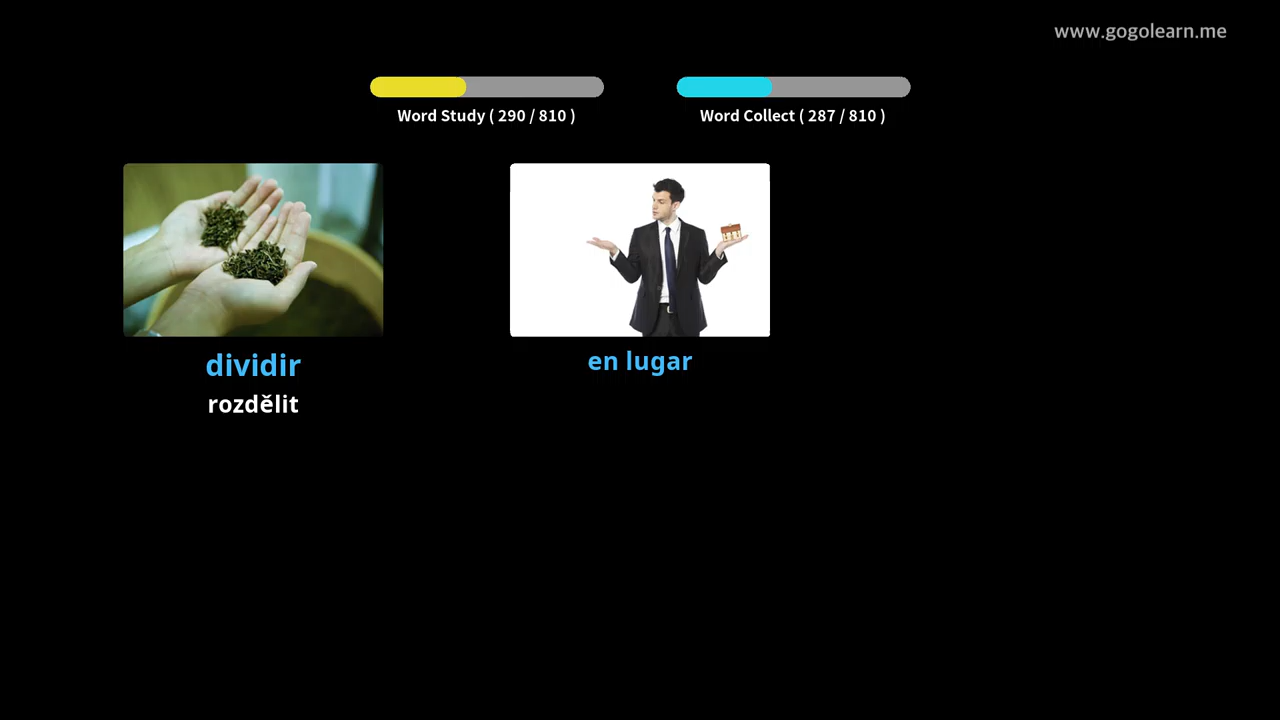 www.gogolearn.me
Word Study ( 290 / 810 )
Word Collect ( 287 / 810 )
dividir
rozdělit
en lugar